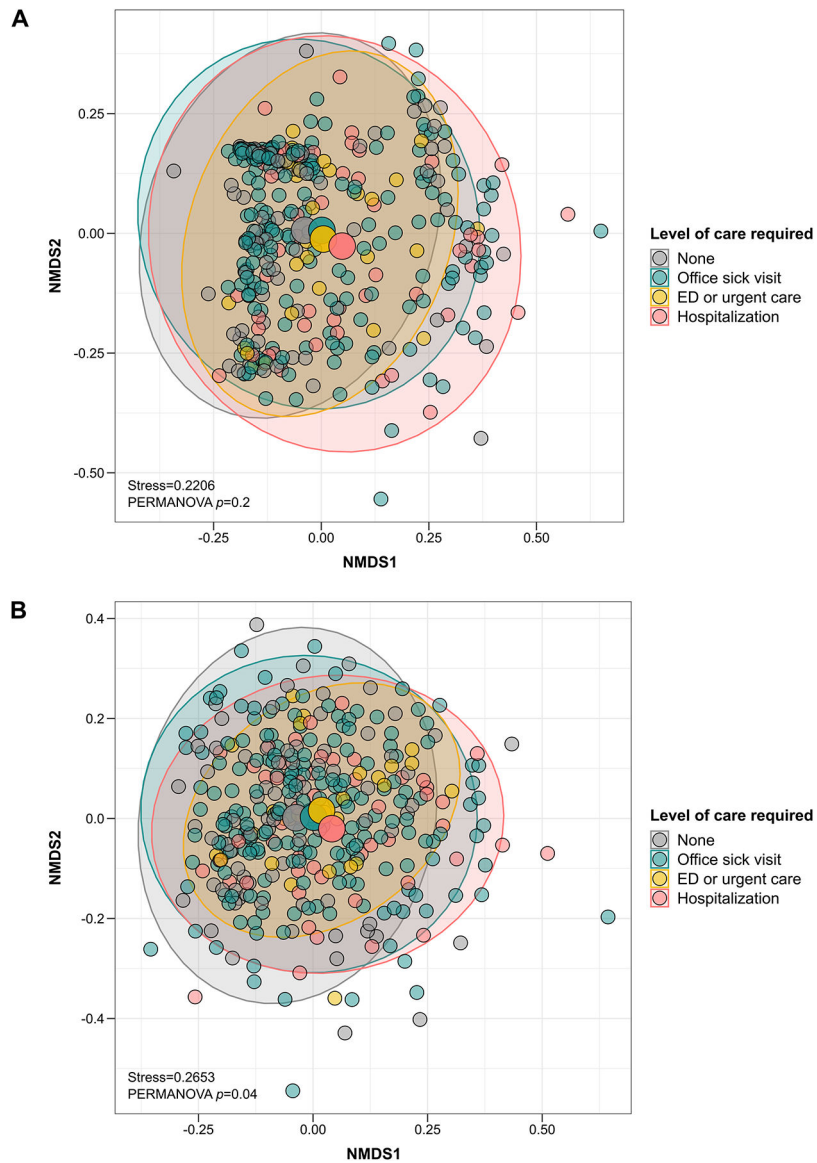 A
0.25
0.00
-0.25
-0.50
NMDS2
Stress=0.2206
PERMANOVA p=0.2
-0.25 0.00 0.25 0.50
NMDS1
Level of care required
None
Office sick visit
ED or urgent care
Hospitalization
B
0.4
0.2
0.0
-0.2
-0.4
NMDS2
Stress=0.2653
PERMANOVA p=0.04
-0.25 0.00 0.25 0.50
NMDS1
Level of care required
None
Office sick visit
ED or urgent care
Hospitalization